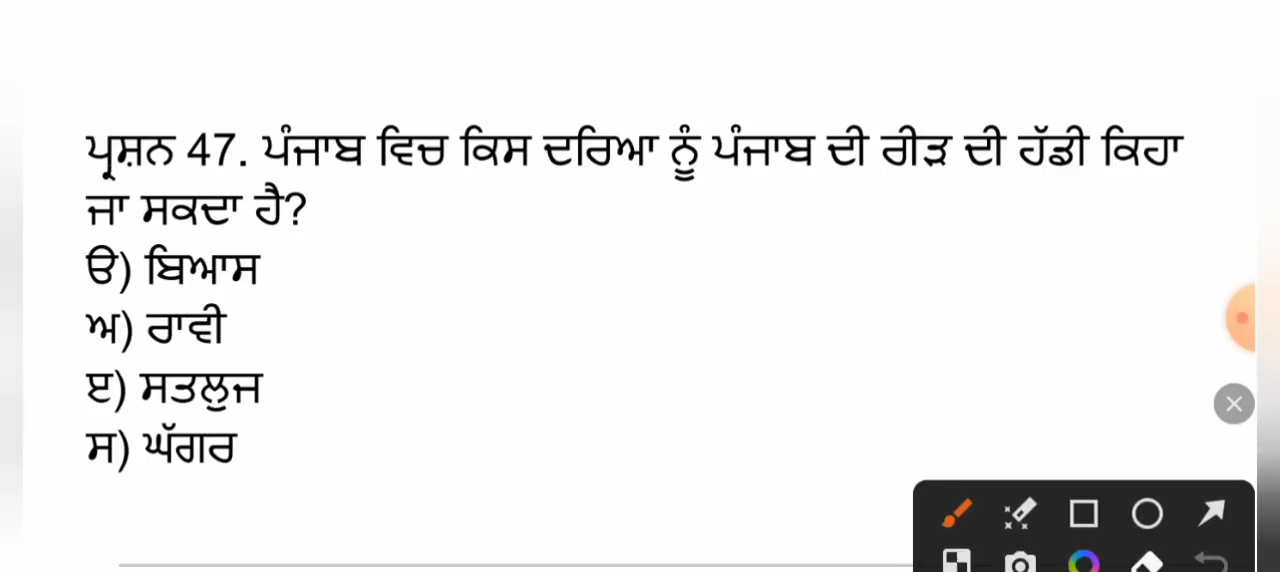 ਪ੍ਰਸ਼ਨ 47. ਪੰਜਾਬ ਵਿਚ ਕਿਸ ਦਰਿਆ ਨੂੰ ਪੰਜਾਬ ਦੀ ਰੀੜ ਦੀ ਹੱਡੀ ਕਿਹਾ
ਜਾ ਸਕਦਾ ਹੈ?
ੳ) ਬਿਆਸ
ਅ) ਰਾਵੀ
ੲ) ਸਤਲੁਜ
ਸ) ਘੱਗਰ